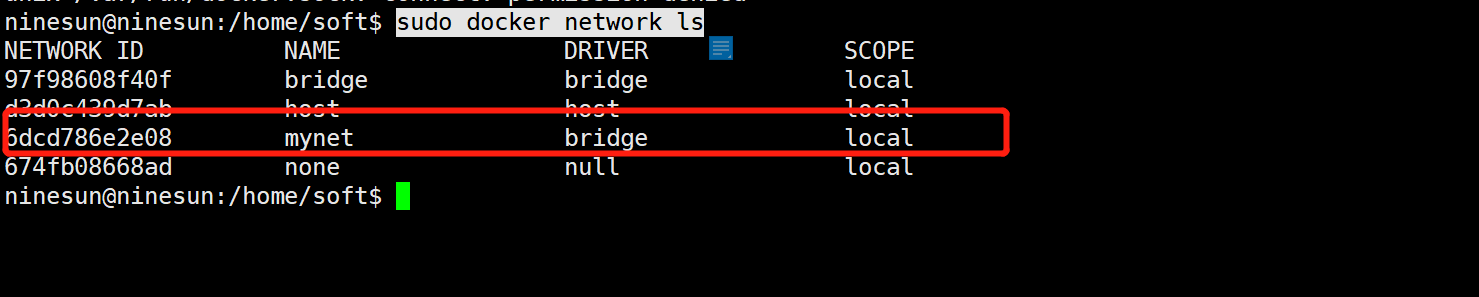 ninesun@ninesun:/home/soft$ sudo docker network ls
NETWORK ID NAME DRIVER SCOPE
97f98608f40f bridge bridge local
d3d0c439d7ab host host local
6dcd786e2e08 mynet bridge local
674fb08668ad none null local
ninesun@ninesun:/home/soft$